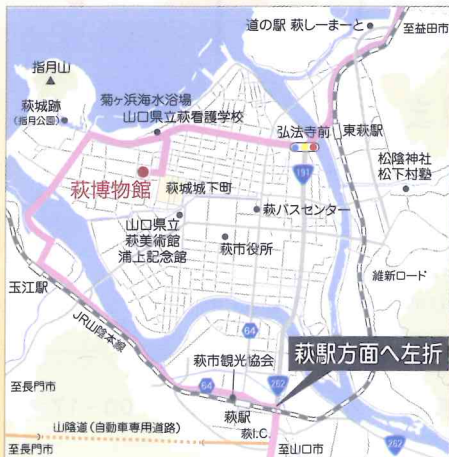 道の駅 萩しーまーと
至益田市
指月山
萩城跡
(指月公園)
菊ヶ浜海水浴場
山口県立萩看護学校
弘法寺前
東萩駅
191
松陰神社
松下村塾
萩博物館
萩城城下町
萩バスセンター
山口県立
萩美術館
浦上記念館
萩市役所
維新ロード
玉江駅
JR山陰本線
64
萩市観光協会
萩駅方面へ左折
64
262
至長門市
萩駅
萩I.C.
山陰道(自動車専用道路)
至長門市
至山口市
262